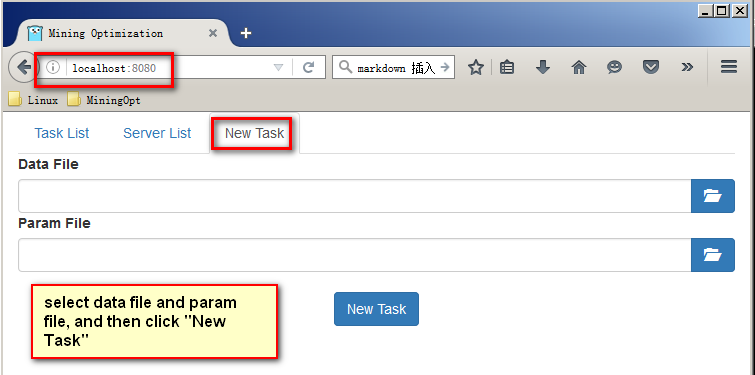 Mining Optimization
localhost:8080
markdown 插入
Linux
MiningOpt
Task List
Server List
New Task
Data File
Param File
select data file and param
file, and then click "New
Task"
New Task